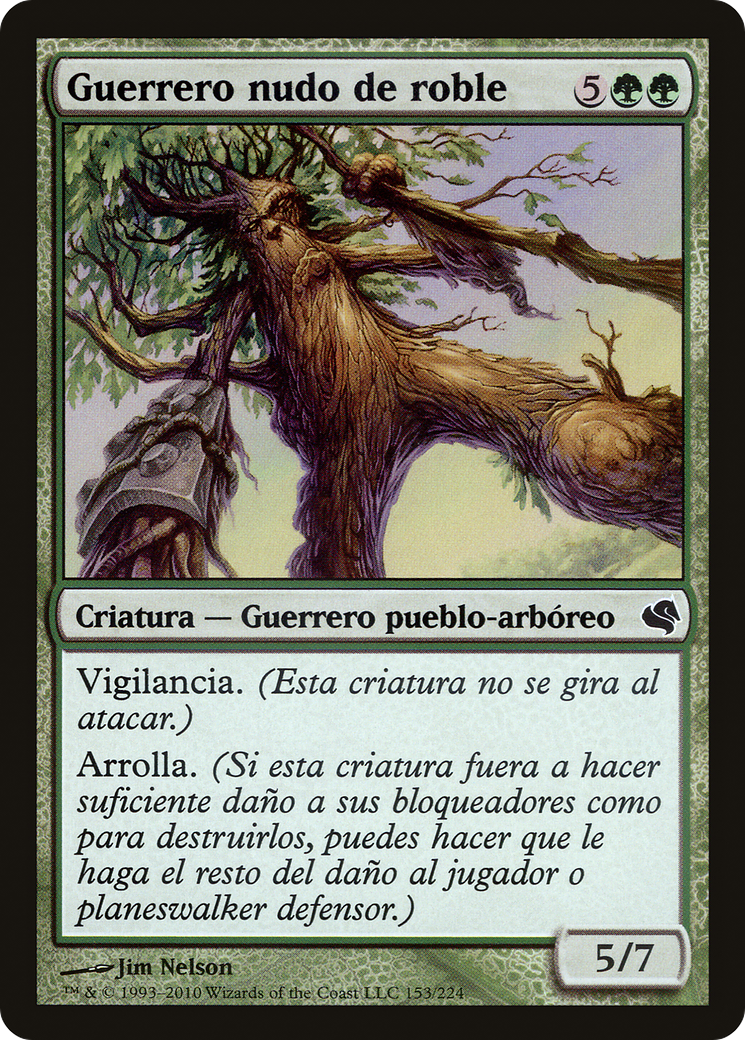 Guerrero nudo de roble 5
Criatura — Guerrero pueblo-arbóreo
Vigilancia. (Esta criatura no se gira al
atacar.)
Arrolla. (Si esta criatura fuera a hacer
suficiente daño a sus bloqueadores como
para destruirlos, puedes hacer que le
haga el resto del daño al jugador o
planeswalker defensor.)
5/7
Jim Nelson
™ & © 1993–2010 Wizards of the Coast LLC 153/224